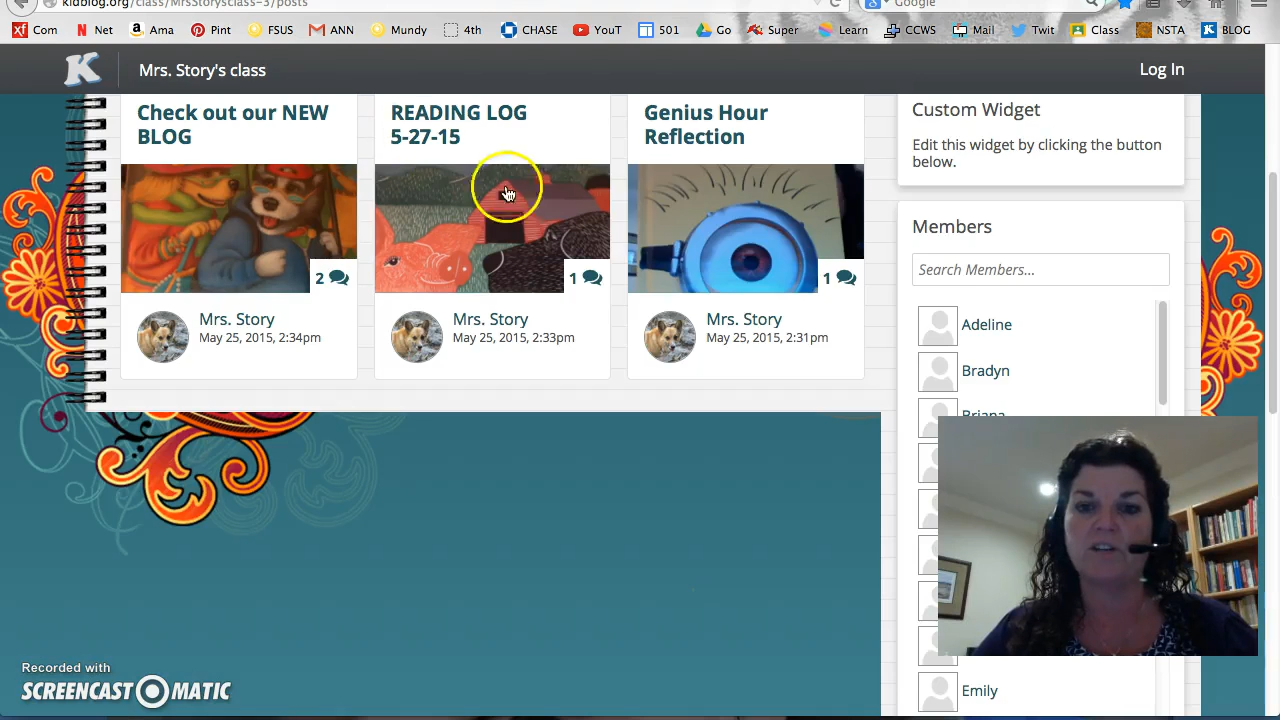 kidblog.org/class/MrsStorysclass-3/posts
Google
xf Com
N Net
a Ama
Pint
FSUS
ANN
Mundy
4th
CHASE
YouT
501
Go
Super
Learn
CCWS
Mail
Twit
Class
NSTA
K BLOG
K
Mrs. Story's class
Log In
Check out our NEW
BLOG
2
Mrs. Story
May 25, 2015, 2:34pm
READING LOG
5-27-15
1
Mrs. Story
May 25, 2015, 2:33pm
Genius Hour
Reflection
1
Mrs. Story
May 25, 2015, 2:31pm
Custom Widget
Edit this widget by clicking the button
below.
Members
Search Members...
Adeline
Bradyn
Briana
Emily
Recorded with
SCREENCAST MATIC